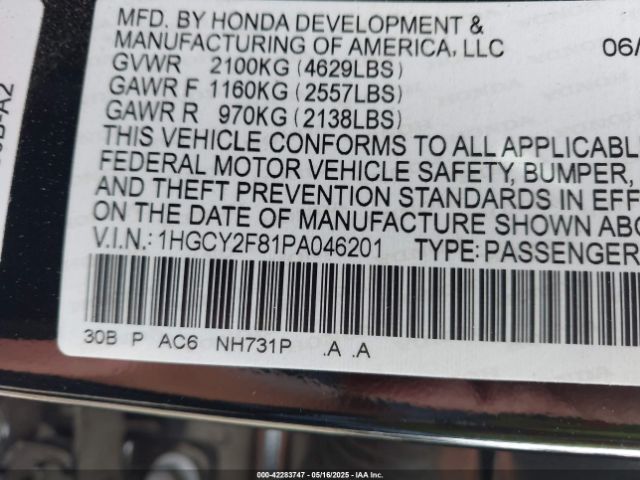 MFD. BY HONDA DEVELOPMENT &
MANUFACTURING OF AMERICA, LLC 06/
GVWR 2100KG (4629LBS)
GAWR F 1160KG (2557LBS)
GAWR R 970KG (2138LBS)
THIS VEHICLE CONFORMS TO ALL APPLICABLE
FEDERAL MOTOR VEHICLE SAFETY, BUMPER,
AND THEFT PREVENTION STANDARDS IN EFF
ON THE DATE OF MANUFACTURE SHOWN ABO
V.I.N.: 1HGCY2F81PA046201 TYPE: PASSENGER
30B P AC6 NH731P .A .A
000-42283747 - 05/16/2025 - IAA Inc.